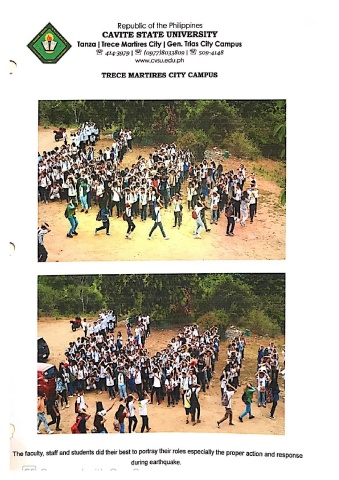 Republic of the Philippines
CAVITE STATE UNIVERSITY
Tanza | Trece Martires City | Gen. Trias City Campus
☏ 414-3979 | ☏ (0977)8033809 | ☏ 509-4148
www.cvsu.edu.ph
TRECE MARTIRES CITY CAMPUS
The faculty, staff and students did their best to portray their roles especially the proper action and response
during earthquake.